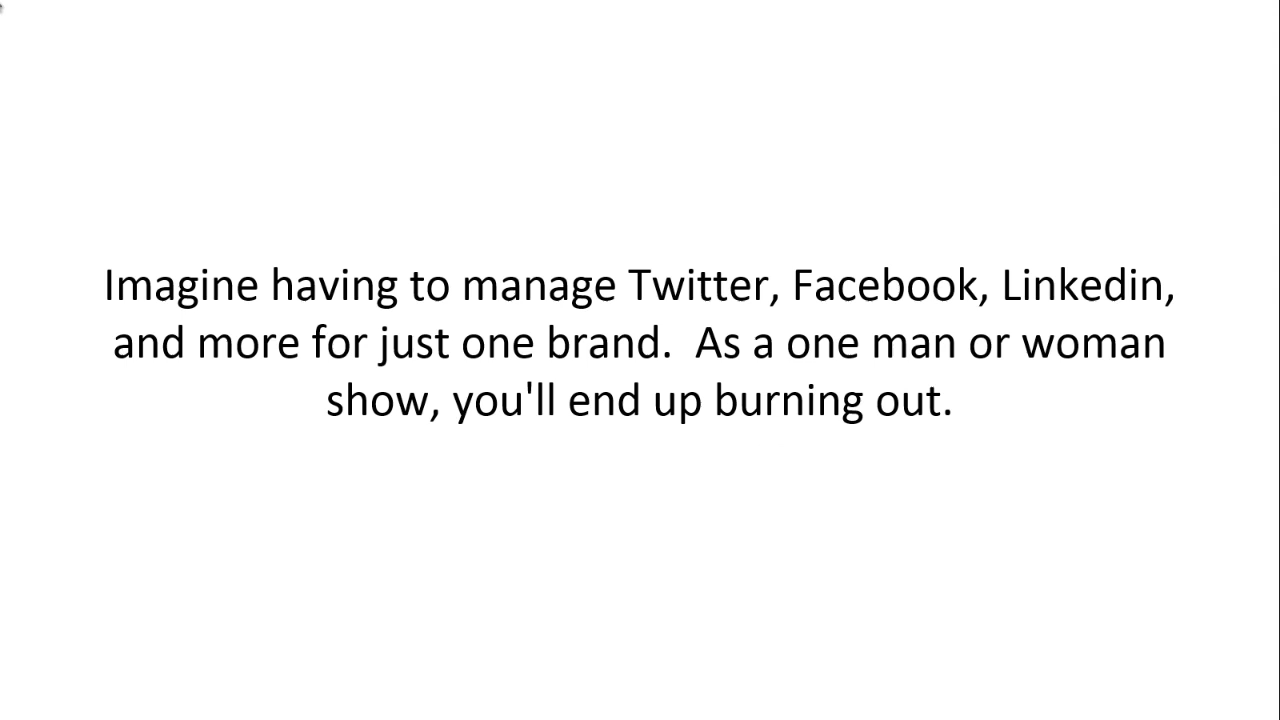 Imagine having to manage Twitter, Facebook, Linkedin,
and more for just one brand.  As a one man or woman
show, you'll end up burning out.